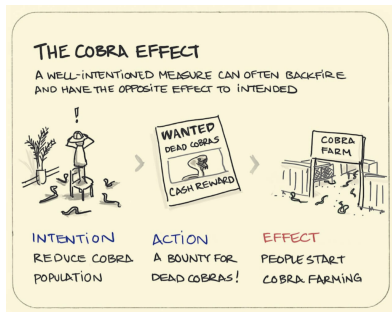 THE COBRA EFFECT
A WELL-INTENTIONED MEASURE CAN OFTEN BACKFIRE
AND HAVE THE OPPOSITE EFFECT TO INTENDED
!
WANTED
DEAD COBRAS
CASH REWARD
COBRA
FARM
INTENTION
REDUCE COBRA
POPULATION
ACTION
A BOUNTY FOR
DEAD COBRAS!
EFFECT
PEOPLE START
COBRA FARMING